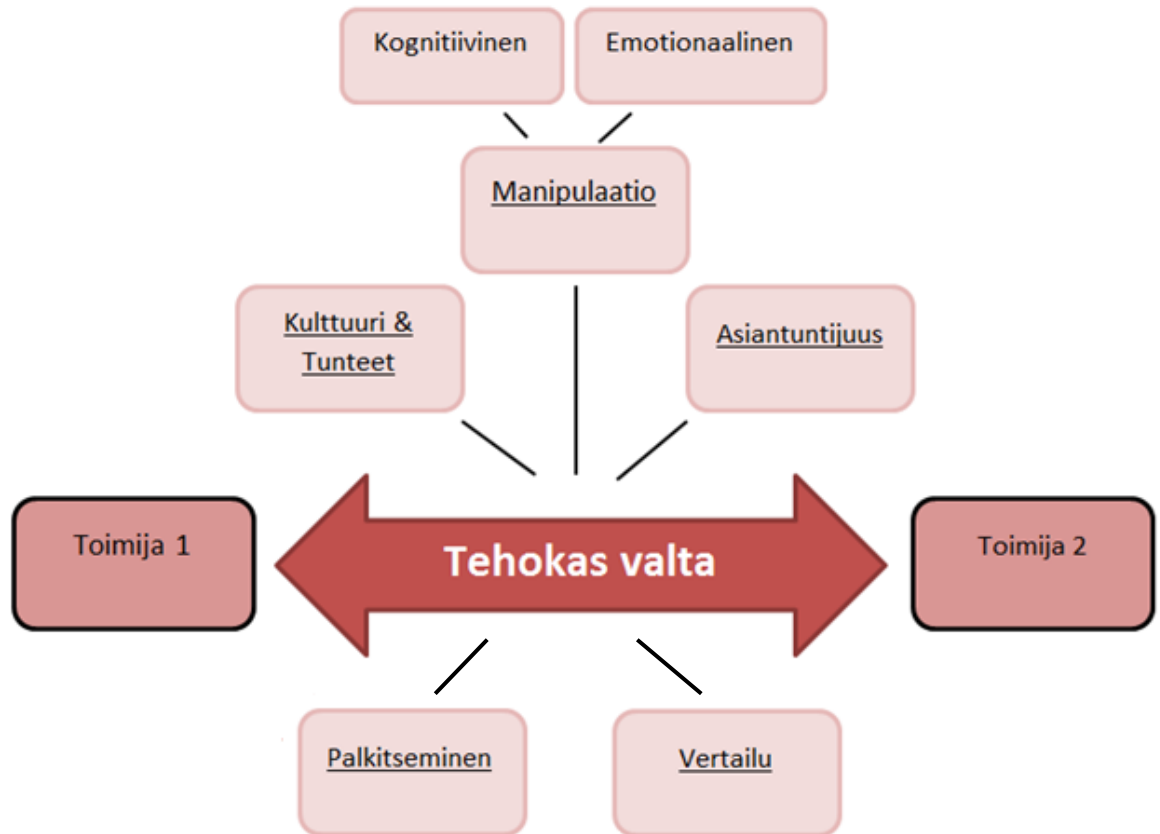 Kognitiivinen
Emotionaalinen
Manipulaatio
Kulttuuri &
Tunteet
Asiantuntijuus
Toimija 1
Tehokas valta
Toimija 2
Palkitseminen
Vertailu